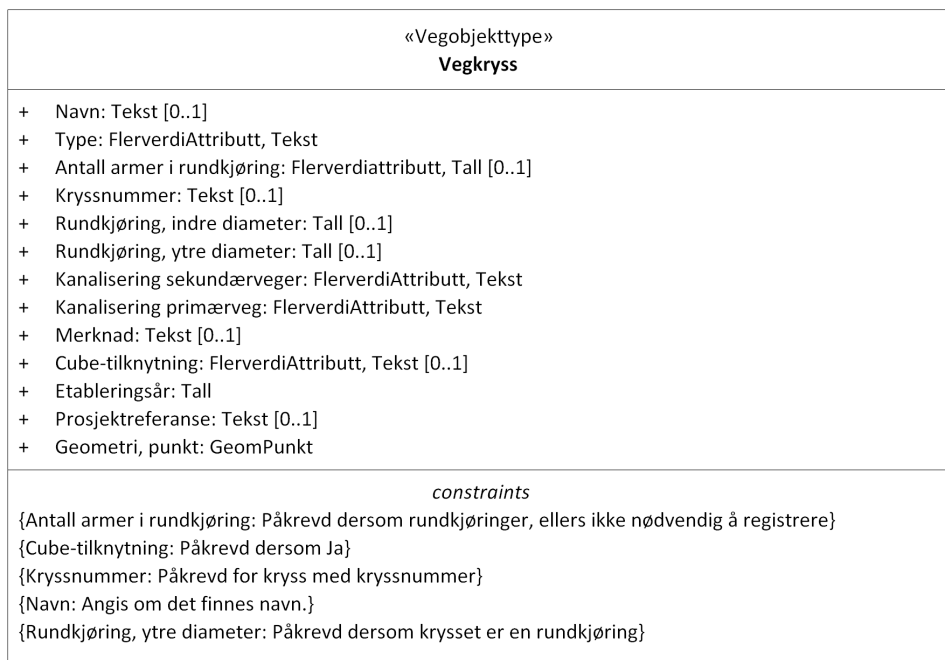 «Vegobjekttype»
Vegkryss
+ Navn: Tekst [0..1]
+ Type: FlerverdiAttributt, Tekst
+ Antall armer i rundkjøring: Flerverdiattributt, Tall [0..1]
+ Kryssnummer: Tekst [0..1]
+ Rundkjøring, indre diameter: Tall [0..1]
+ Rundkjøring, ytre diameter: Tall [0..1]
+ Kanalisering sekundærveger: FlerverdiAttributt, Tekst
+ Kanalisering primærveg: FlerverdiAttributt, Tekst
+ Merknad: Tekst [0..1]
+ Cube-tilknytning: FlerverdiAttributt, Tekst [0..1]
+ Etableringsår: Tall
+ Prosjektreferanse: Tekst [0..1]
+ Geometri, punkt: GeomPunkt
constraints
{Antall armer i rundkjøring: Påkrevd dersom rundkjøringer, ellers ikke nødvendig å registrere}
{Cube-tilknytning: Påkrevd dersom Ja}
{Kryssnummer: Påkrevd for kryss med kryssnummer}
{Navn: Angis om det finnes navn.}
{Rundkjøring, ytre diameter: Påkrevd dersom krysset er en rundkjøring}